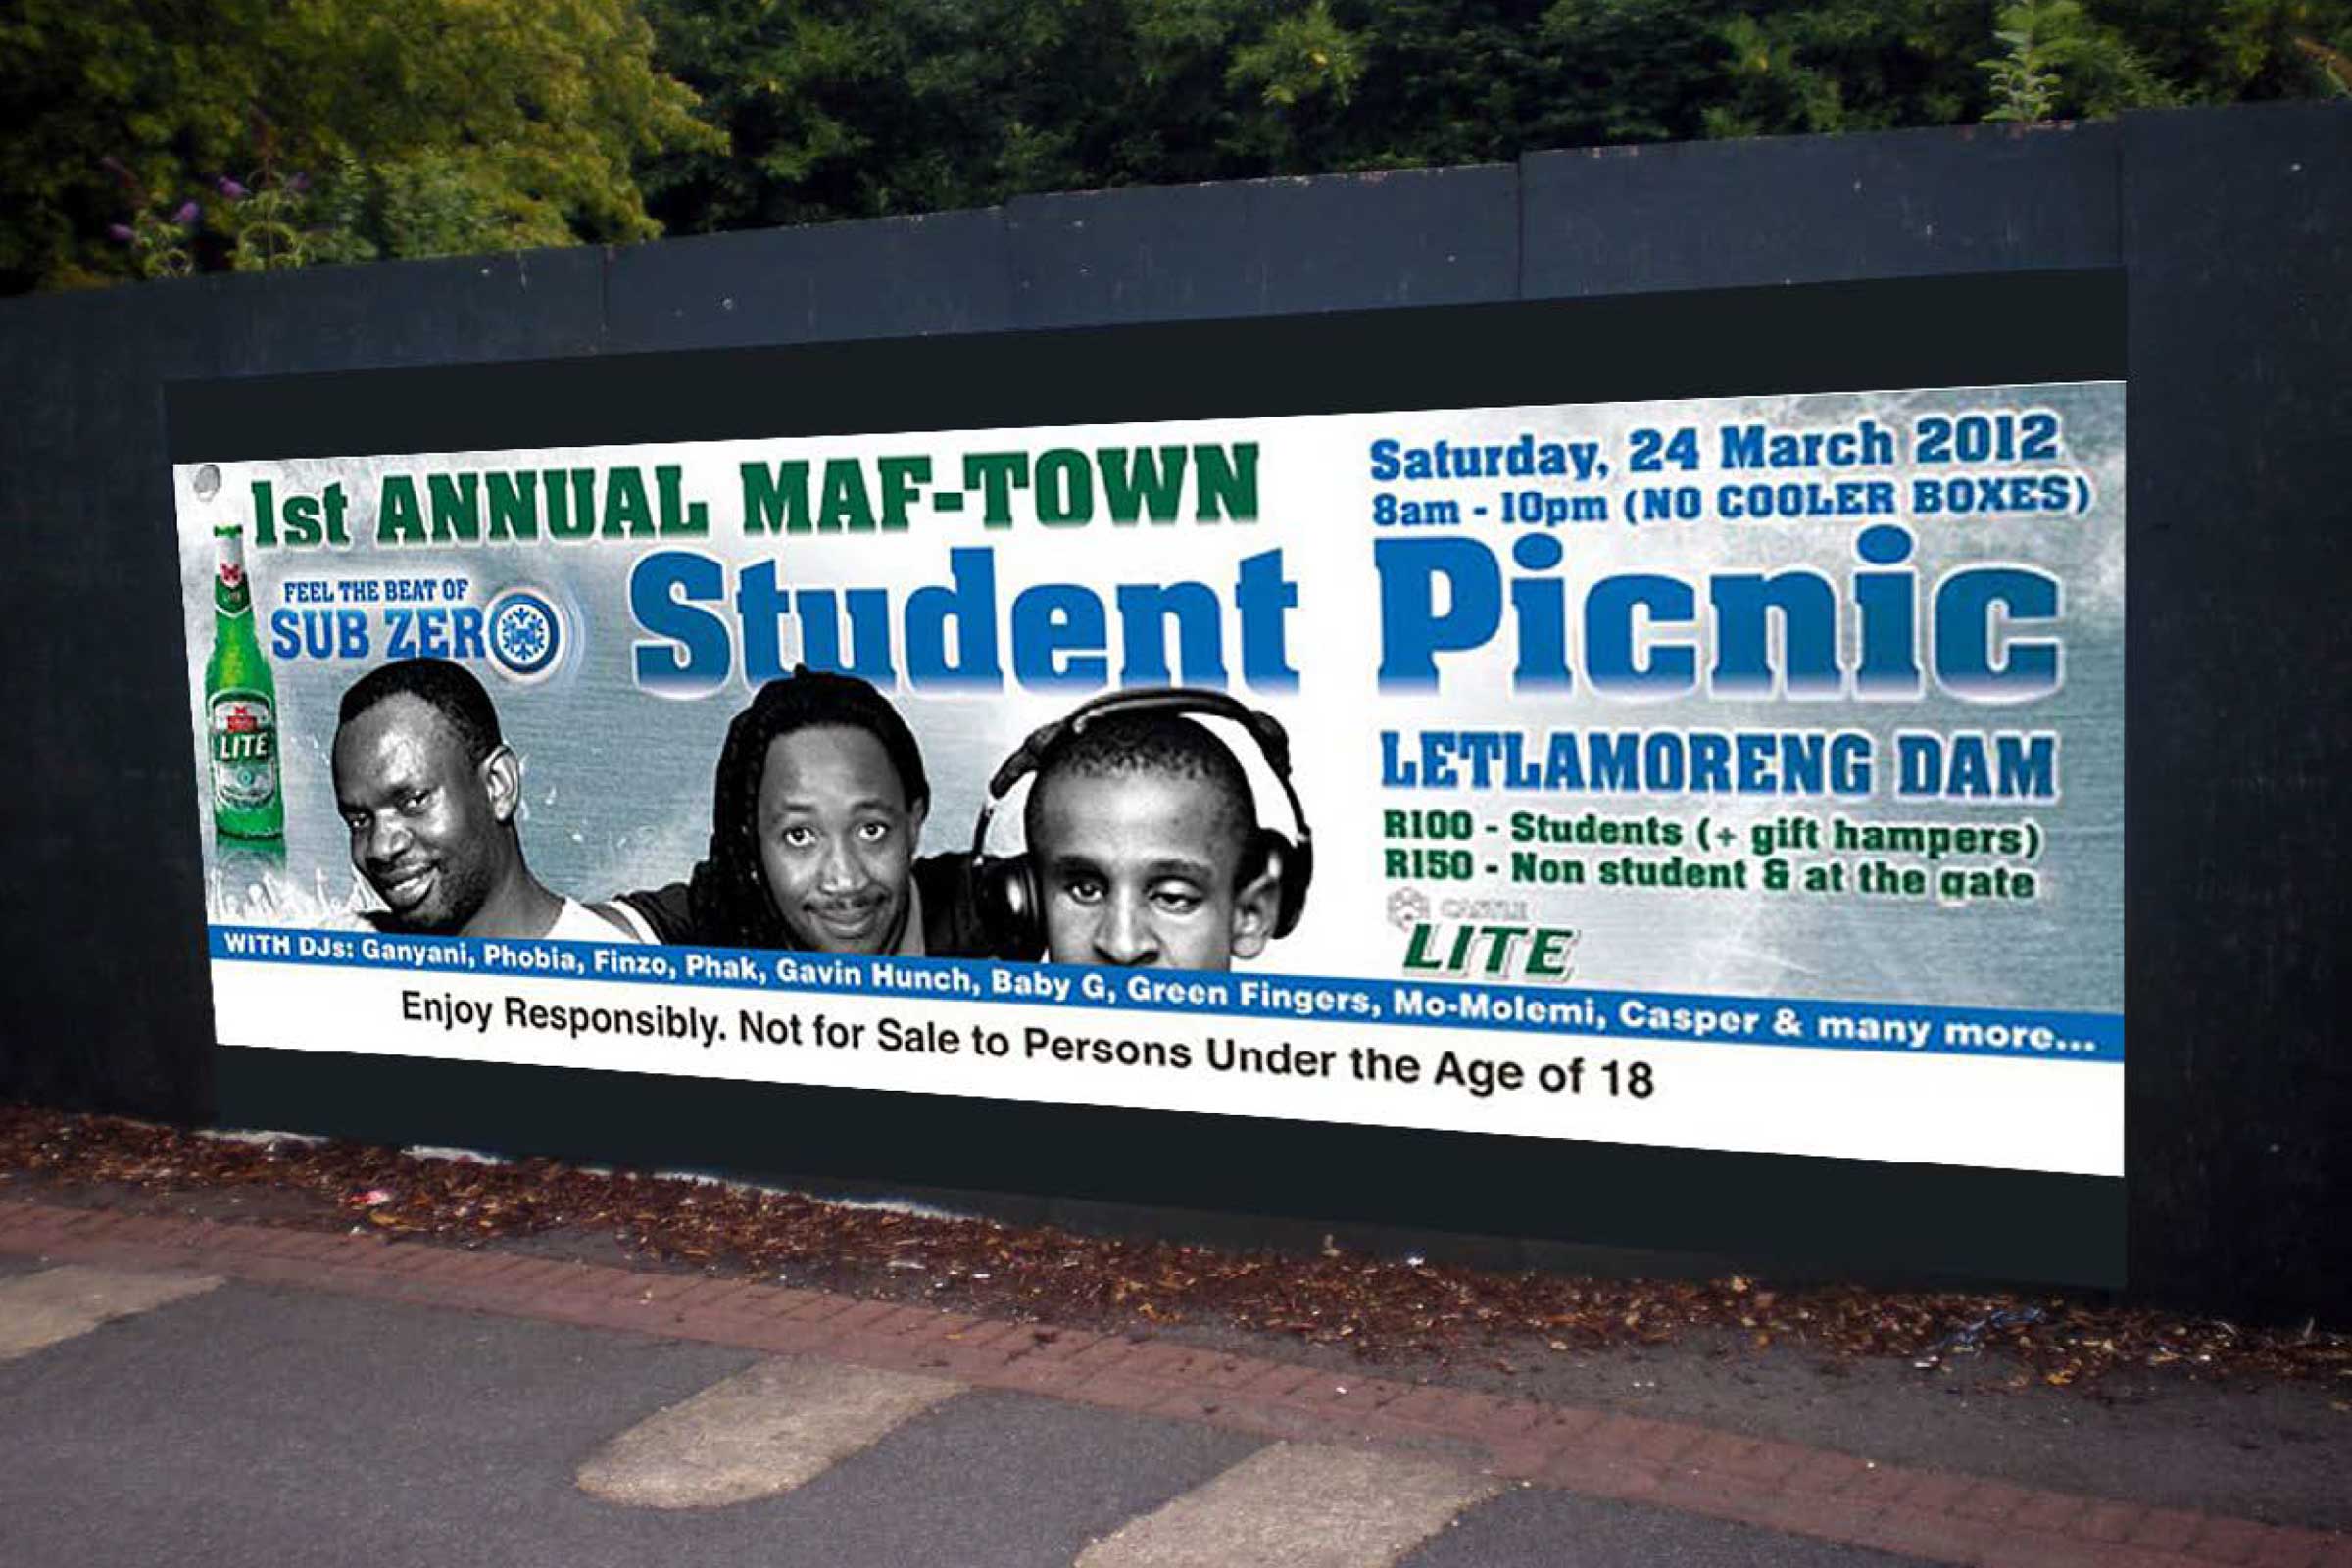 1st ANNUAL MAF-TOWN
Student Picnic
Saturday, 24 March 2012
8am - 10pm (NO COOLER BOXES)
FEEL THE BEAT OF
SUB ZERO
LITE
LETLAMORENG DAM
R100 - Students (+ gift hampers)
R150 - Non student & at the gate
CASTLE
LITE
WITH DJs: Ganyani, Phobia, Finzo, Phak, Gavin Hunch, Baby G, Green Fingers, Mo-Molemi, Casper & many more...
Enjoy Responsibly. Not for Sale to Persons Under the Age of 18